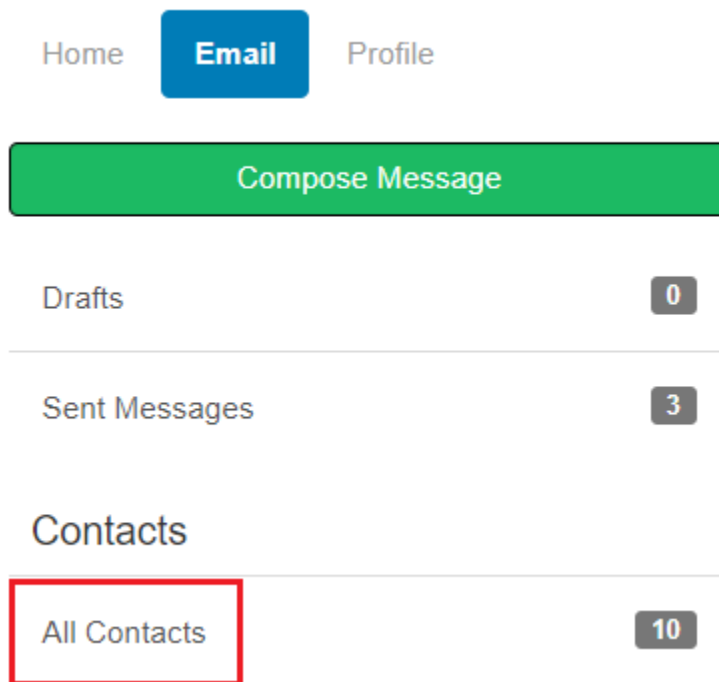 Home Email Profile
Compose Message
Drafts 0
Sent Messages 3
Contacts
All Contacts 10